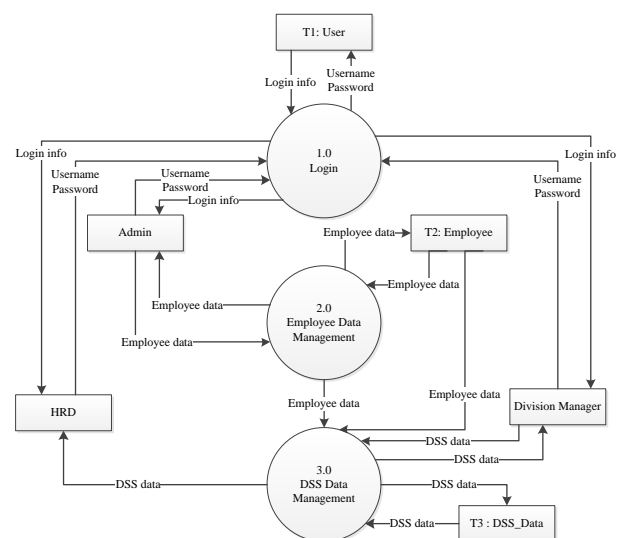 T1: User
Login info
Username
Password
1.0
Login
Login info
Username
Password
Username
Password
Login info
Login info
Username
Password
Admin
Employee data
T2: Employee
Employee data
2.0
Employee Data
Management
Employee data
Employee data
Employee data
Employee data
HRD
Division Manager
DSS data
DSS data
3.0
DSS Data
Management
DSS data
DSS data
DSS data
T3 : DSS_Data